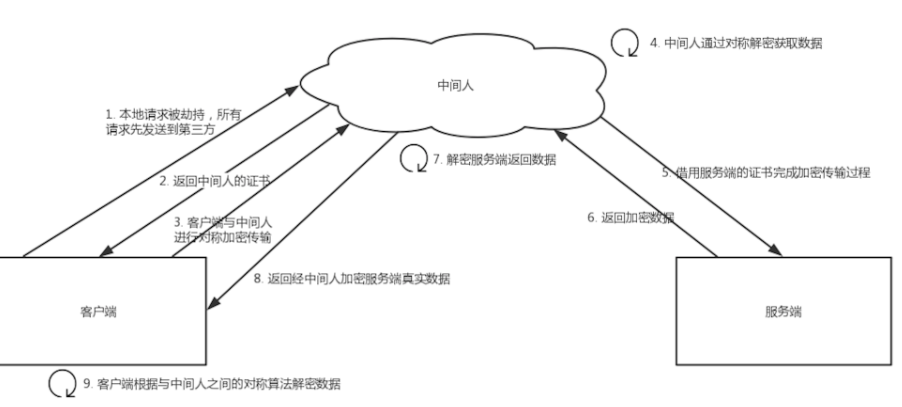 4. 中间人通过对称解密获取数据
中间人
1. 本地请求被劫持，所有
请求先发送到第三方
7. 解密服务端返回数据
2. 返回中间人的证书
5. 借用服务端的证书完成加密传输过程
3. 客户端与中间人
进行对称加密传输
6. 返回加密数据
8. 返回经中间人加密服务端真实数据
客户端
服务端
9. 客户端根据与中间人之间的对称算法解密数据